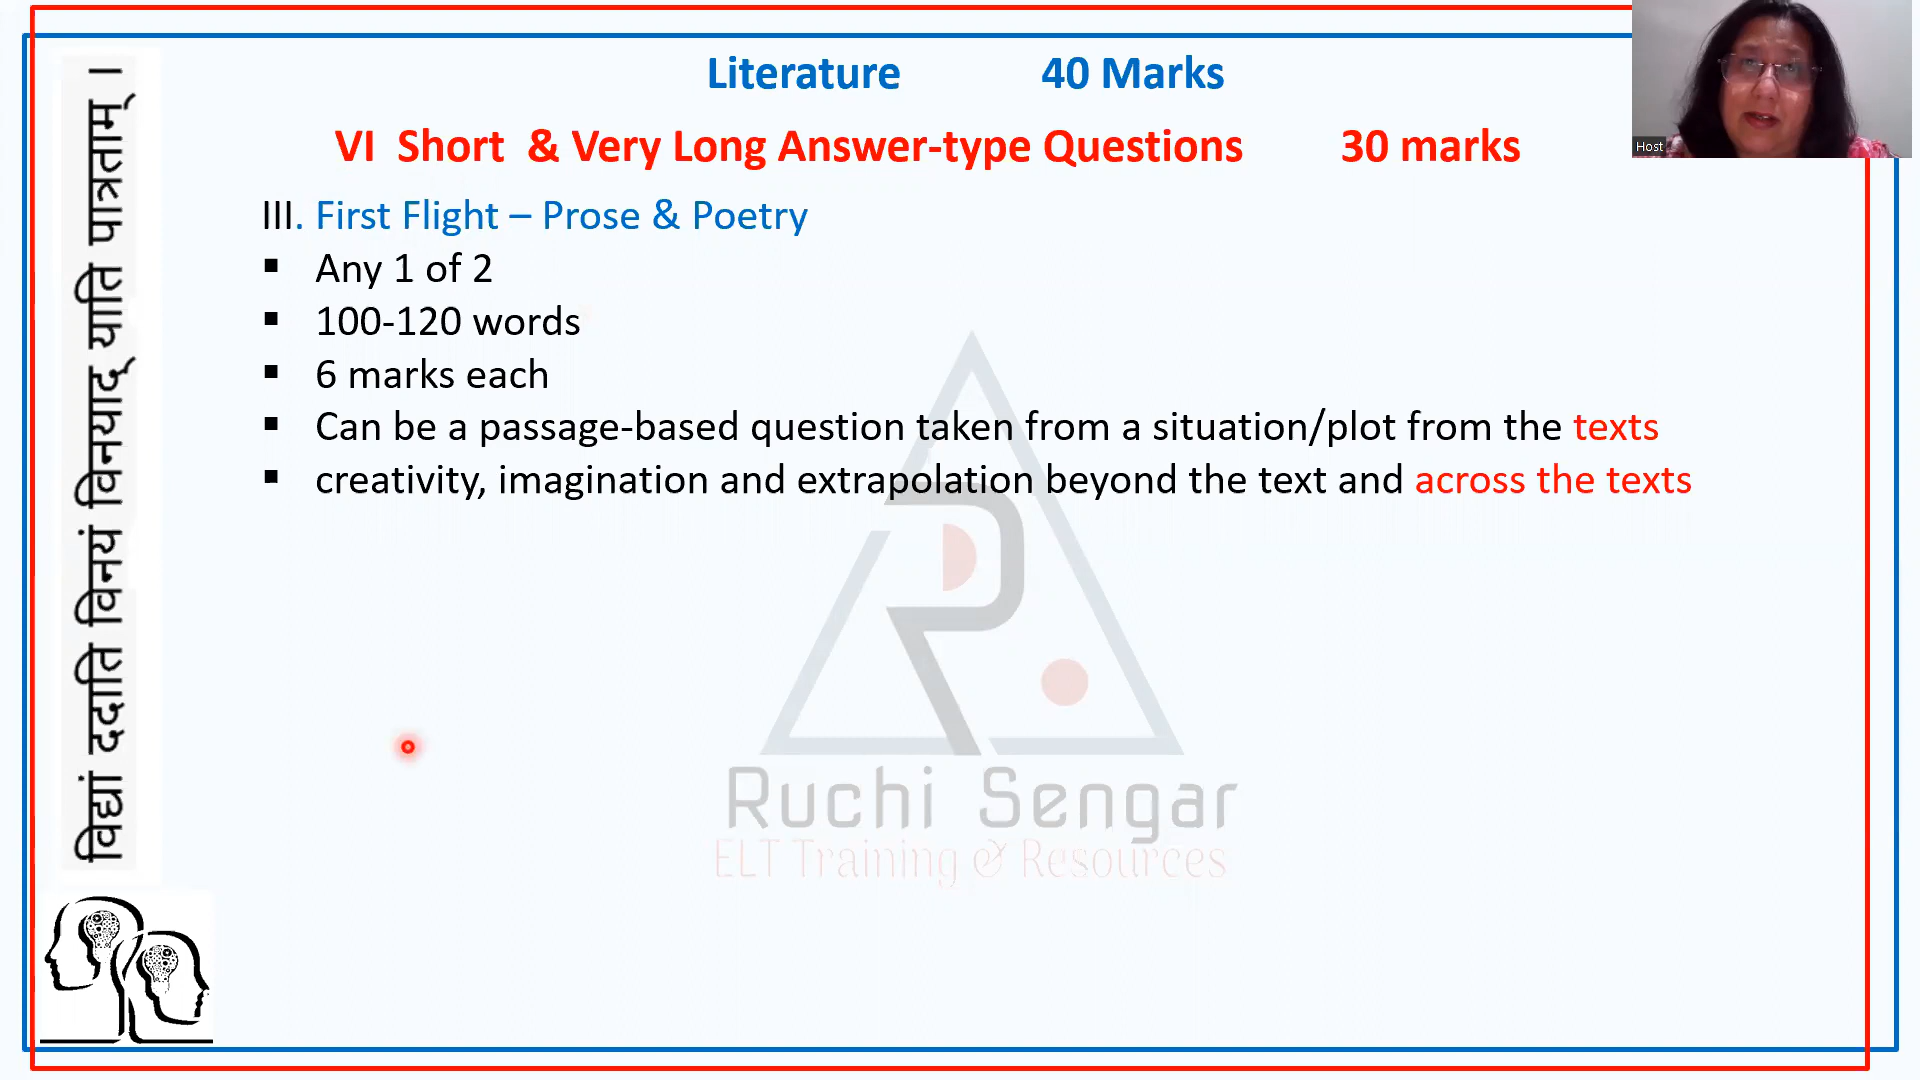 Literature 40 Marks
VI Short & Very Long Answer-type Questions 30 marks
III. First Flight – Prose & Poetry
▪ Any 1 of 2
▪ 100-120 words
▪ 6 marks each
▪ Can be a passage-based question taken from a situation/plot from the texts
▪ creativity, imagination and extrapolation beyond the text and across the texts
Ruchi Sengar
ELT Training & Resources
विद्यां ददाति विनयं विनयाद् याति पात्रताम् ।
Host